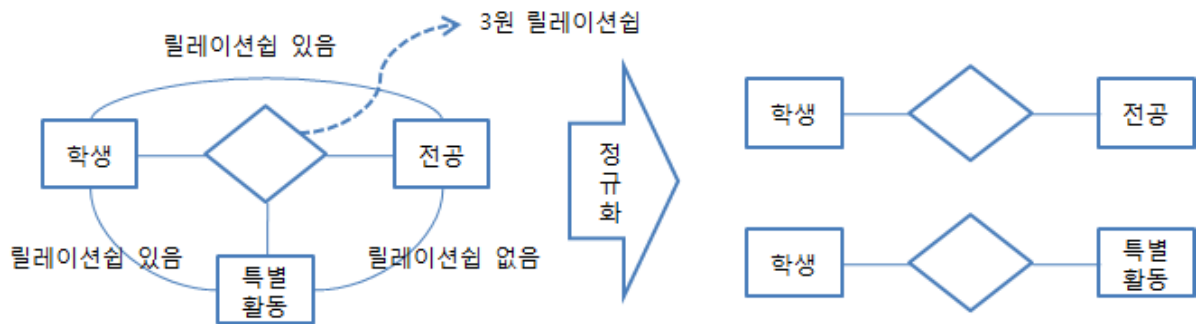 3원 릴레이션쉽
릴레이션쉽 있음
학생
전공
릴레이션쉽 있음
릴레이션쉽 없음
특별
활동
정
규
화
학생
전공
학생
특별
활동